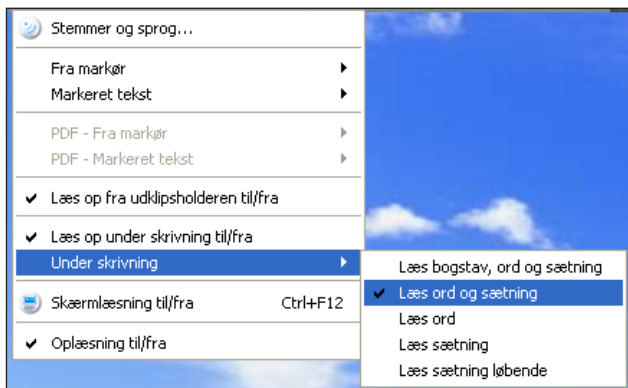 Stemmer og sprog...
Fra markør
Markeret tekst
PDF - Fra markør
PDF - Markeret tekst
Læs op fra udklipsholderen til/fra
Læs op under skrivning til/fra
Under skrivning
Læs bogstav, ord og sætning
Læs ord og sætning
Læs ord
Læs sætning
Læs sætning løbende
Skærmlæsning til/fra Ctrl+F12
Oplæsning til/fra